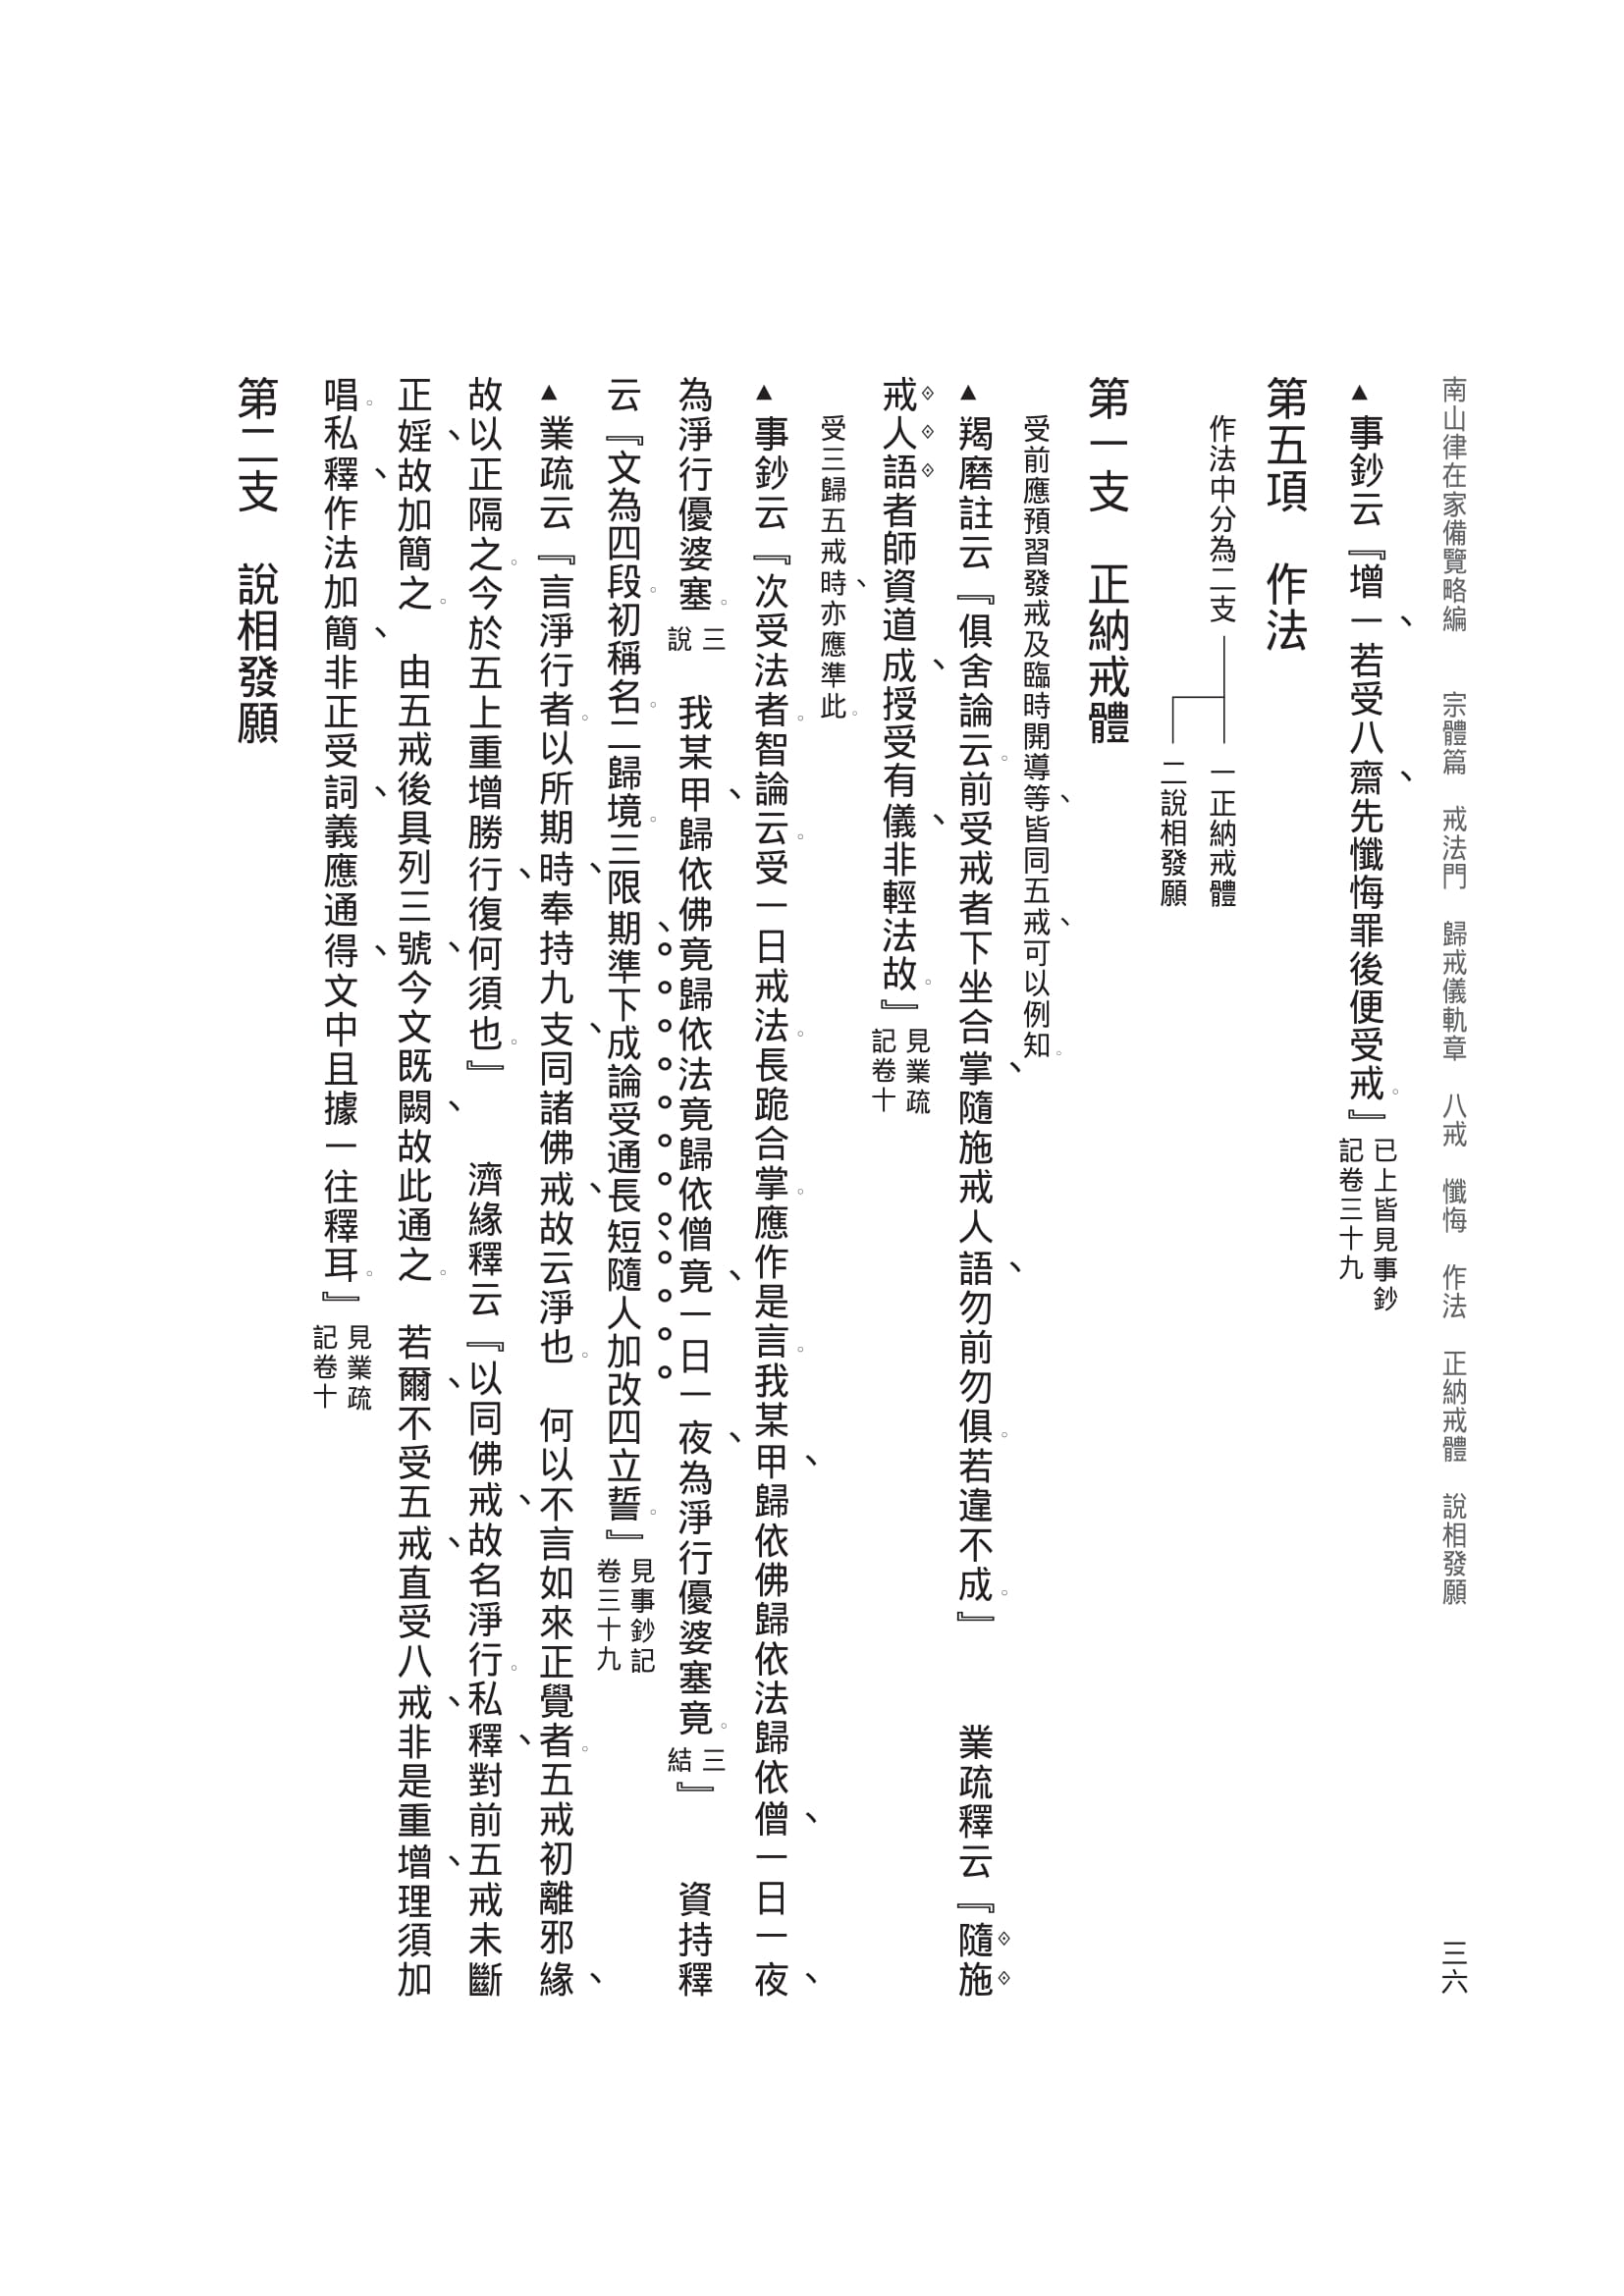 南山律在家備覽略編　宗體篇　戒法門　歸戒儀軌章　八戒　懺悔　作法　正納戒體　說相發願
三六
▲事鈔云『增一、若受八齋、先懺悔罪後便受戒。』已上皆見事鈔記卷三十九
第五項　作法
作法中分為二支
一正納戒體
二說相發願
第一支　正納戒體
受前應預習發戒及臨時開導等、皆同五戒、可以例知。
▲羯磨註云『俱舍論云。前受戒者下坐合掌、隨施戒人語、勿前勿俱。若違不成。』　業疏釋云『隨施
戒人語者師資道成、授受有儀、非輕法故。』見業疏記卷十
受三歸五戒時、亦應準此。
▲事鈔云『次受法者。智論云。受一日戒法。長跪合掌。應作是言。我某甲、歸依佛歸依法歸依僧、一日一夜、
為淨行優婆塞。三說　我某甲、歸依佛竟歸依法竟歸依僧竟、一日一夜、為淨行優婆塞竟。三結』　資持釋
云『文為四段。初稱名。二歸境。三限期、準下成論受通長短、隨人加改四立誓。』見事鈔記卷三十九
▲業疏云『言淨行者。以所期時、奉持九支、同諸佛戒、故云淨也。　何以不言如來正覺者。五戒初離邪緣、
故以正隔之。今於五上重增勝行、復何須也。』　濟緣釋云『以同佛戒、故名淨行。私釋、對前五戒未斷
正婬、故加簡之。　由五戒後具列三號、今文既闕、故此通之。　若爾、不受五戒、直受八戒、非是重增、理須加
唱。私釋、作法加簡、非正受詞、義應通得、文中且據一往釋耳。』見業疏記卷十
第二支　說相發願